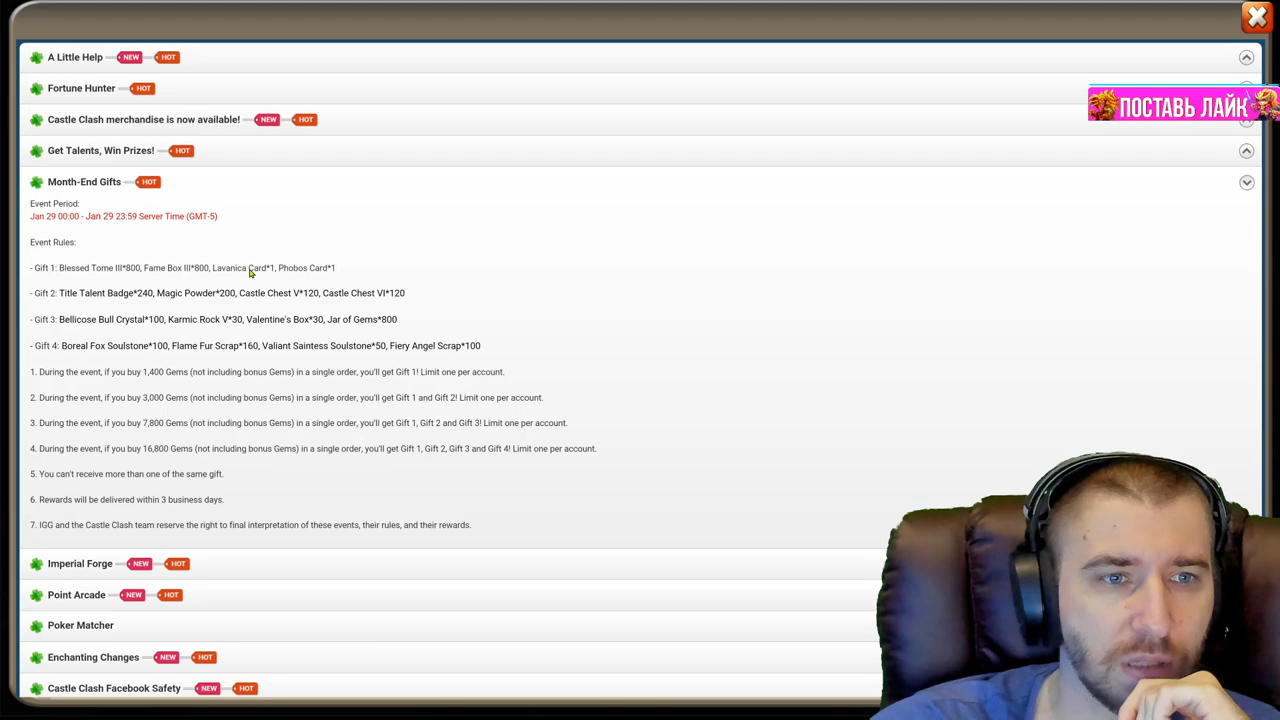 A Little Help NEW HOT
Fortune Hunter HOT
Castle Clash merchandise is now available! NEW HOT
ПОСТАВЬ ЛАЙК
Get Talents, Win Prizes! HOT
Month-End Gifts HOT
Event Period:
Jan 29 00:00 - Jan 29 23:59 Server Time (GMT-5)
Event Rules:
- Gift 1: Blessed Tome III*800, Fame Box III*800, Lavanica Card*1, Phobos Card*1
- Gift 2: Title Talent Badge*240, Magic Powder*200, Castle Chest V*120, Castle Chest VI*120
- Gift 3: Bellicose Bull Crystal*100, Karmic Rock V*30, Valentine's Box*30, Jar of Gems*800
- Gift 4: Boreal Fox Soulstone*100, Flame Fur Scrap*160, Valiant Saintess Soulstone*50, Fiery Angel Scrap*100
1. During the event, if you buy 1,400 Gems (not including bonus Gems) in a single order, you'll get Gift 1! Limit one per account.
2. During the event, if you buy 3,000 Gems (not including bonus Gems) in a single order, you'll get Gift 1 and Gift 2! Limit one per account.
3. During the event, if you buy 7,800 Gems (not including bonus Gems) in a single order, you'll get Gift 1, Gift 2 and Gift 3! Limit one per account.
4. During the event, if you buy 16,800 Gems (not including bonus Gems) in a single order, you'll get Gift 1, Gift 2, Gift 3 and Gift 4! Limit one per account.
5. You can't receive more than one of the same gift.
6. Rewards will be delivered within 3 business days.
7. IGG and the Castle Clash team reserve the right to final interpretation of these events, their rules, and their rewards.
Imperial Forge NEW HOT
Point Arcade NEW HOT
Poker Matcher
Enchanting Changes NEW HOT
Castle Clash Facebook Safety NEW HOT